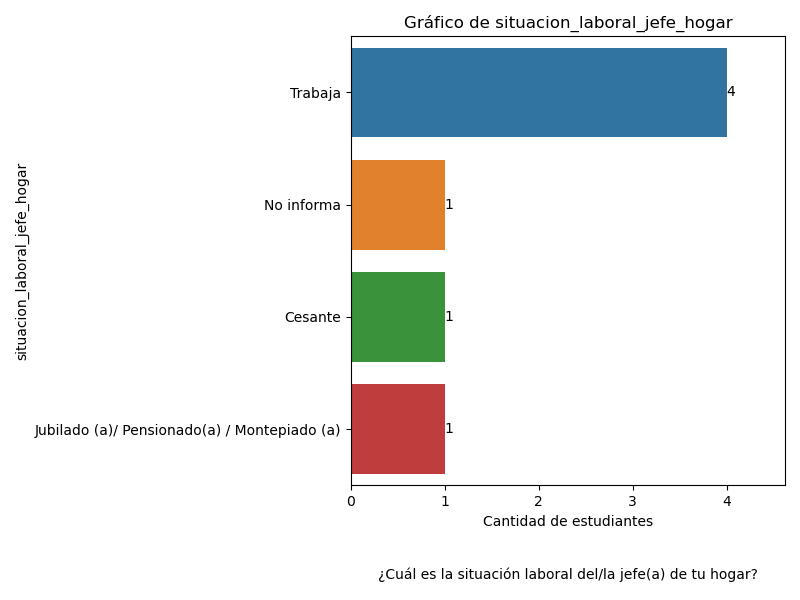 Gráfico de situacion_laboral_jefe_hogar
situacion_laboral_jefe_hogar
Trabaja
4
No informa
1
Cesante
1
Jubilado (a)/ Pensionado(a) / Montepiado (a)
1
0 1 2 3 4
Cantidad de estudiantes
¿Cuál es la situación laboral del/la jefe(a) de tu hogar?